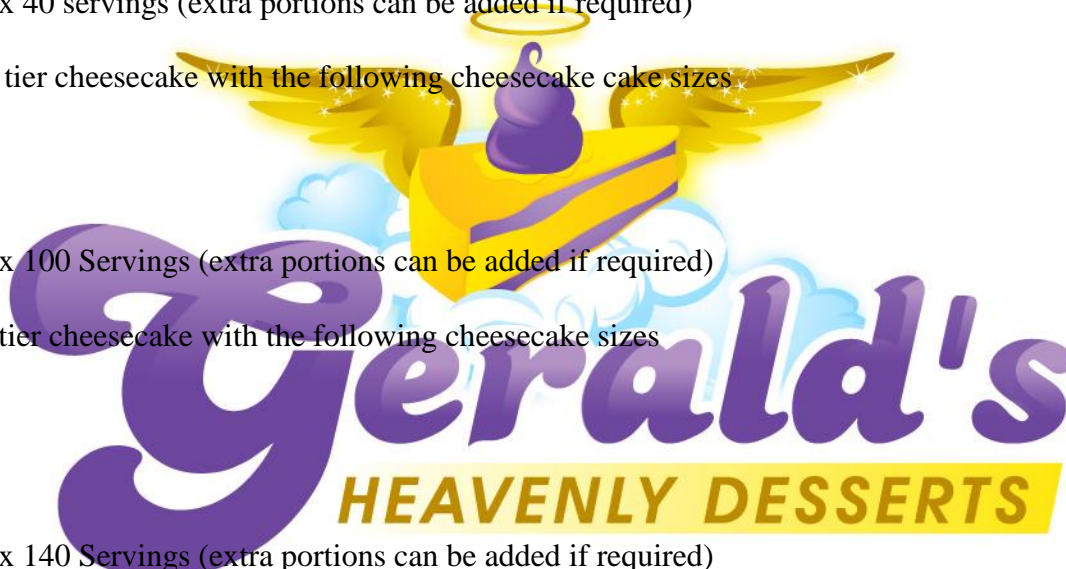 x 40 servings (extra portions can be added if required)
tier cheesecake with the following cheesecake cake sizes
x 100 Servings (extra portions can be added if required)
tier cheesecake with the following cheesecake sizes
Gerald's
HEAVENLY DESSERTS
x 140 Servings (extra portions can be added if required)